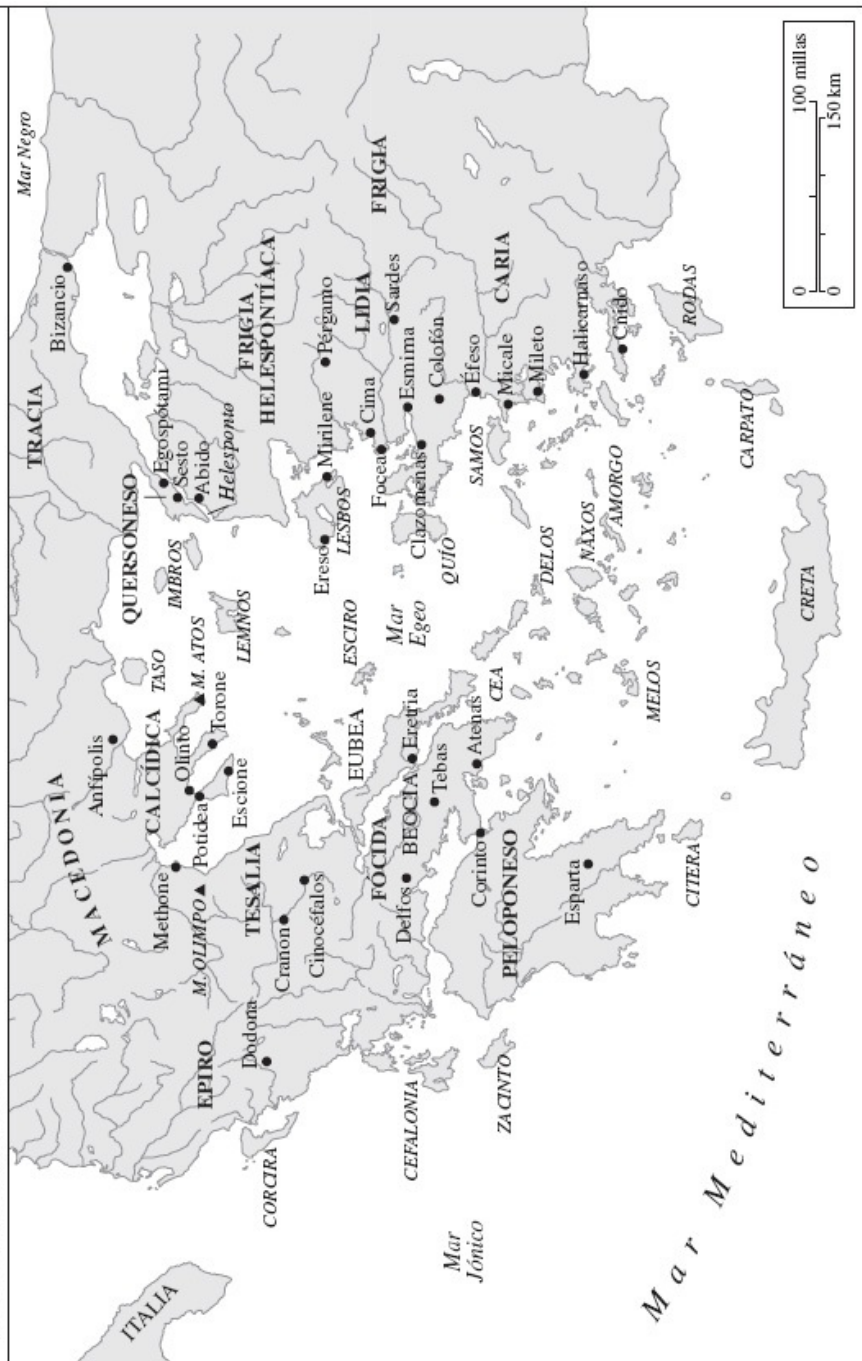 Mar Negro
TRACIA
Bizancio
MACEDONIA
Anfípolis
QUERSONESO
Egospótami
Sesto
Abido
Helesponto
TASO
IMBROS
CALCÍDICA
Olinto
M. ATOS
Torone
Potidea
Escione
Methone
M. OLIMPO
LEMNOS
FRIGIA
HELESPONTÍACA
EPIRO
Dodona
TESALIA
Cranon
Cinocéfalos
CORCIRA
ITALIA
Ereso
Mirilene
LESBOS
Pérgamo
LIDIA
FRIGIA
Cima
Sardes
Focea
Esmirna
Clazomenas
Colofón
QUÍO
ESCIRO
Mar
Egeo
EUBEA
Eretria
FÓCIDA
BEOCIA
Delfos
Tebas
CEFALONIA
Mar
Jónico
ZACINTO
Corinto
Atenas
PELOPONESO
Esparta
CEA
Éfeso
SAMOS
Micale
CARIA
Mileto
DELOS
NAXOS
AMORGO
Halicarnaso
Cnido
RODAS
MELOS
CITERA
CARPATO
CRETA
Mar Mediterráneo
0 100 millas
0 150 km